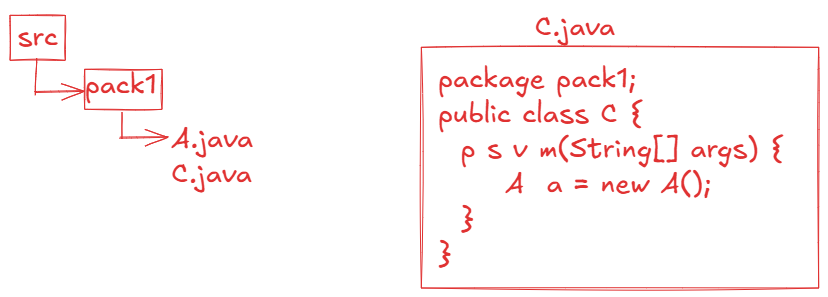 src
pack1
A.java
C.java
C.java
package pack1;
public class C {
p s v m(String[] args) {
A a = new A();
}
}